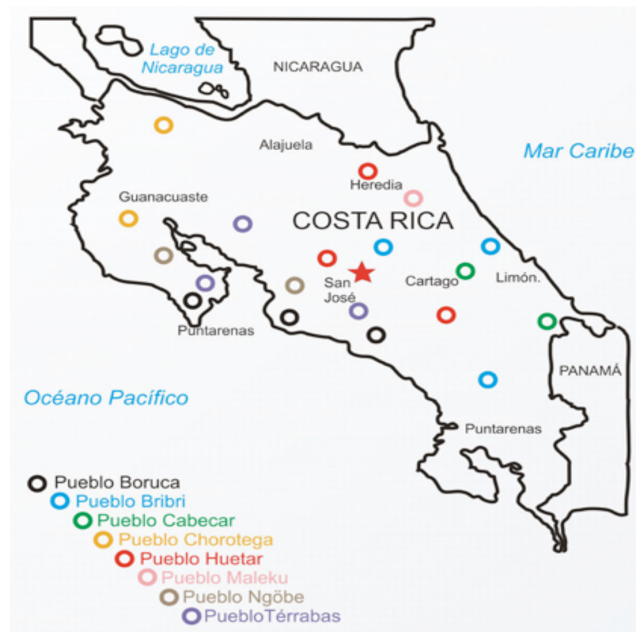 Lago de
Nicaragua
NICARAGUA
Alajuela
Mar Caribe
Heredia
Guanacuaste
COSTA RICA
San
José
Cartago
Limón.
Puntarenas
PANAMÁ
Océano Pacífico
Puntarenas
Pueblo Boruca
Pueblo Bribri
Pueblo Cabecar
Pueblo Chorotega
Pueblo Huetar
Pueblo Maleku
Pueblo Ngöbe
PuebloTérrabas